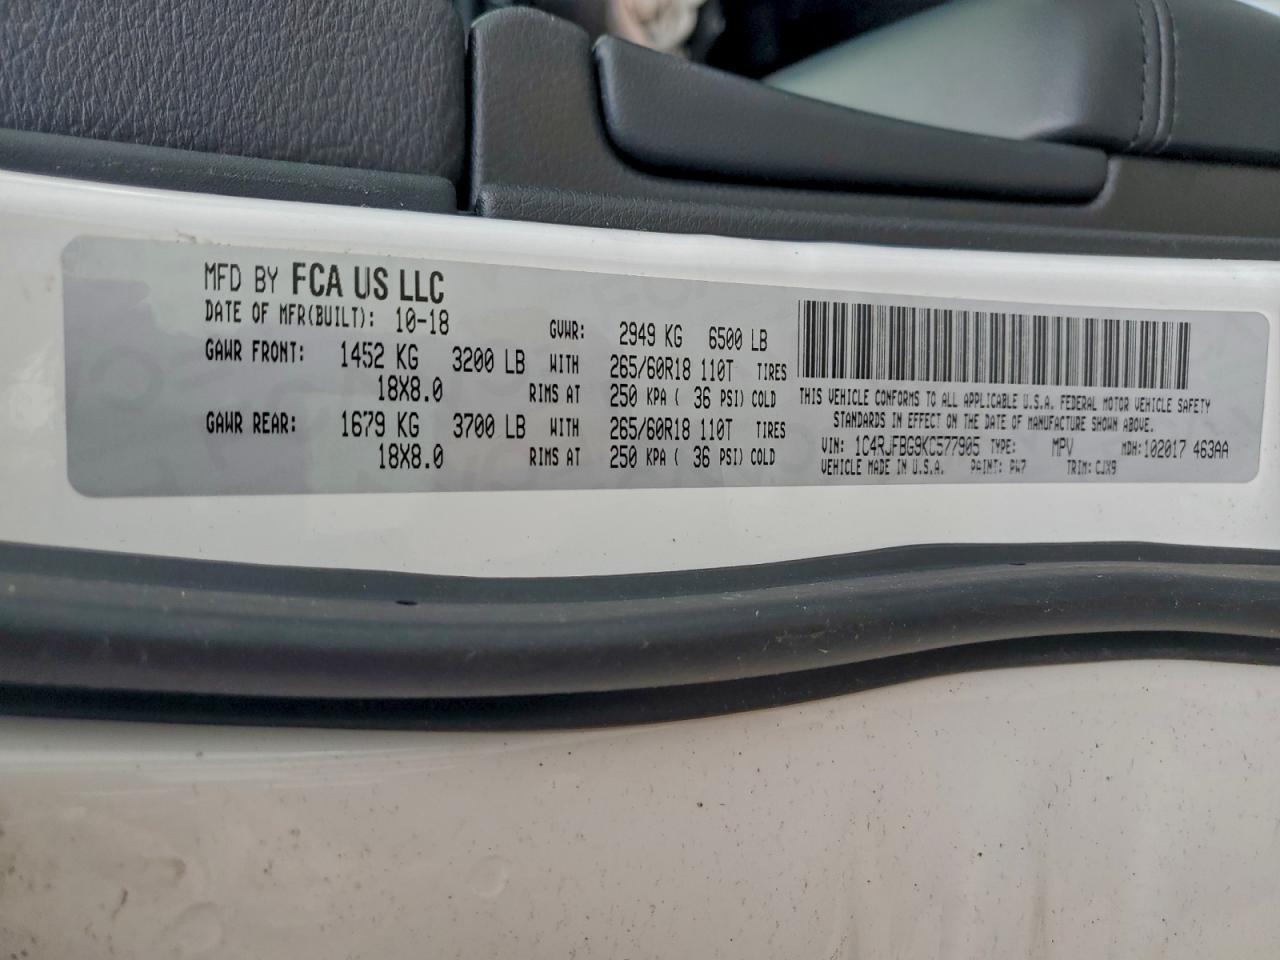 MFD BY FCA US LLC
DATE OF MFR(BUILT): 10-18 GVWR: 2949 KG 6500 LB
GAWR FRONT: 1452 KG 3200 LB WITH 265/60R18 110T TIRES
18X8.0 RIMS AT 250 KPA ( 36 PSI) COLD
GAWR REAR: 1679 KG 3700 LB WITH 265/60R18 110T TIRES
18X8.0 RIMS AT 250 KPA ( 36 PSI) COLD
THIS VEHICLE CONFORMS TO ALL APPLICABLE U.S.A. FEDERAL MOTOR VEHICLE SAFETY
STANDARDS IN EFFECT ON THE DATE OF MANUFACTURE SHOWN ABOVE.
VIN: 1C4RJFBG9KC577905 TYPE: MPV MDH:102017 463AA
VEHICLE MADE IN U.S.A. PAINT: PW7 TRIM: CJX9